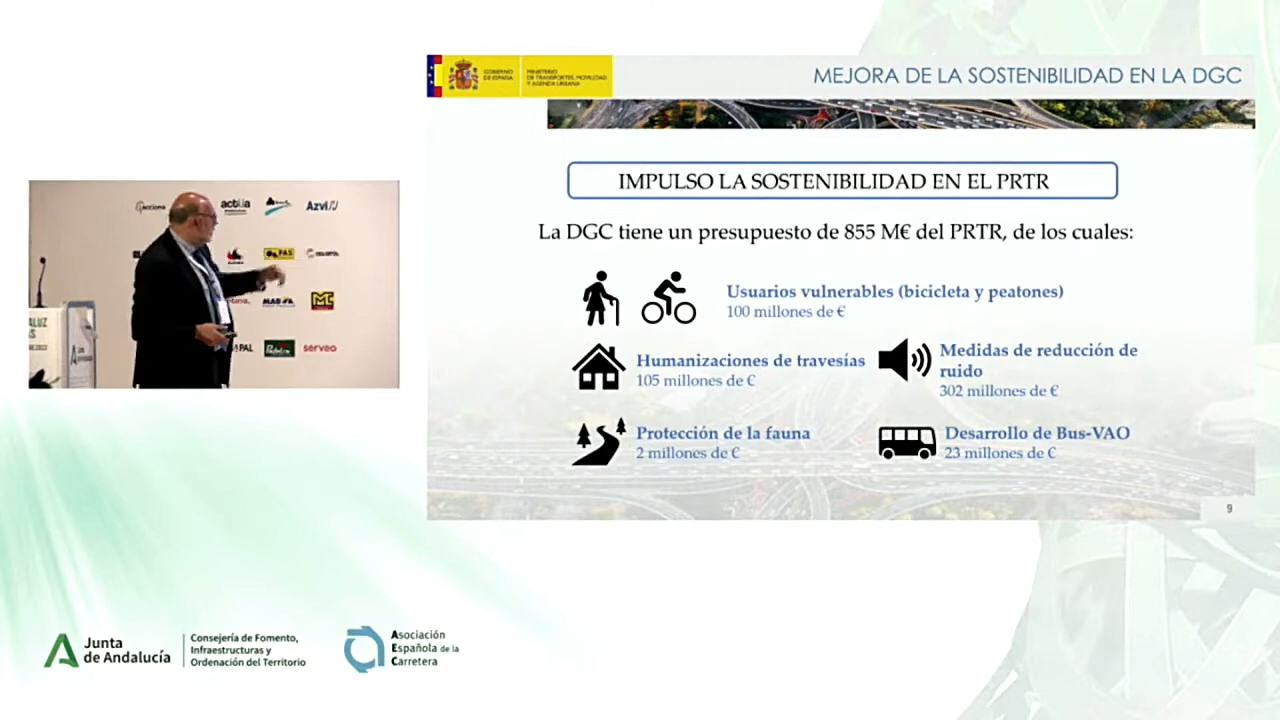 GOBIERNO
DE ESPAÑA
MINISTERIO
DE TRANSPORTES, MOVILIDAD
Y AGENDA URBANA
MEJORA DE LA SOSTENIBILIDAD EN LA DGC
IMPULSO LA SOSTENIBILIDAD EN EL PRTR
La DGC tiene un presupuesto de 855 M€ del PRTR, de los cuales:
Usuarios vulnerables (bicicleta y peatones)
100 millones de €
Humanizaciones de travesías
105 millones de €
Medidas de reducción de
ruido
302 millones de €
Protección de la fauna
2 millones de €
Desarrollo de Bus-VAO
23 millones de €
9
acciona
Azvi
serveo
Junta
de Andalucía
Consejería de Fomento,
Infraestructuras y
Ordenación del Territorio
Asociación
Española de la
Carretera